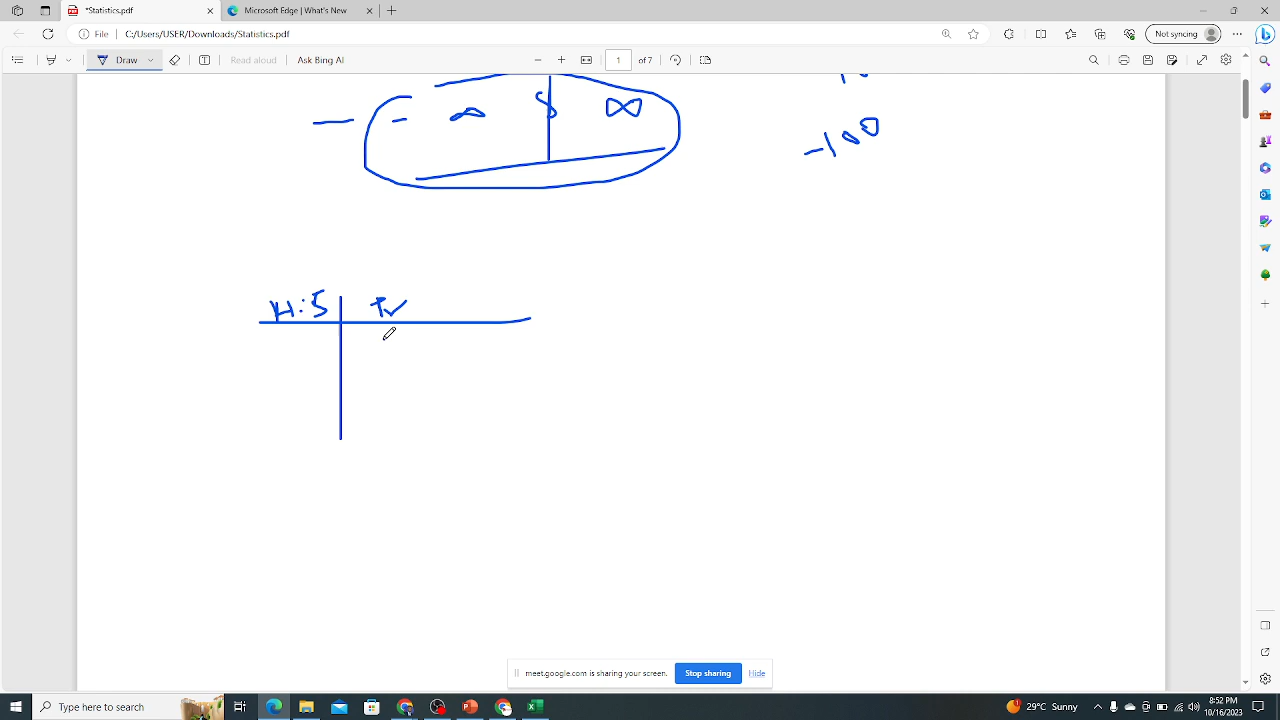 *Statistics.pdf
Microsoft Edge | What's New
File
C:/Users/USER/Downloads/Statistics.pdf
Not syncing
Draw
Read aloud
Ask Bing AI
1 of 7
-100
H:5
meet.google.com is sharing your screen.
Stop sharing
Hide
Type here to search
29°C Sunny
8:52 PM
10/16/2023